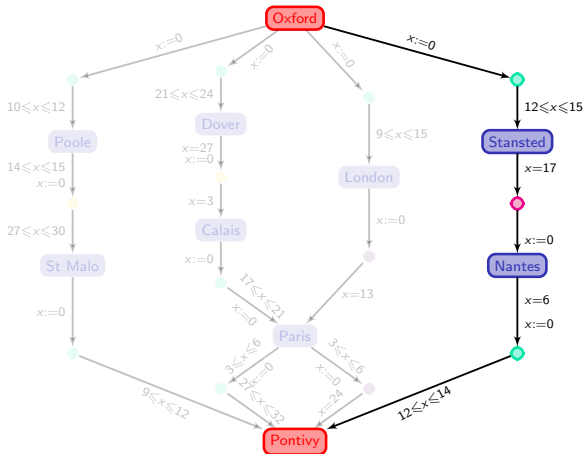 Oxford
x:=0
x:=0
x:=0
x:=0
10⩽x⩽12
21⩽x⩽24
9⩽x⩽15
12⩽x⩽15
Poole
Dover
London
Stansted
14⩽x⩽15
x:=0
x=27
x:=0
x=17
27⩽x⩽30
x=3
x:=0
x:=0
St Malo
Calais
Nantes
x:=0
x:=0
17⩽x⩽21
x:=0
x=13
x=6
x:=0
Paris
3⩽x⩽6
x:=0
3⩽x⩽6
x:=0
9⩽x⩽12
x=24
12⩽x⩽14
Pontivy